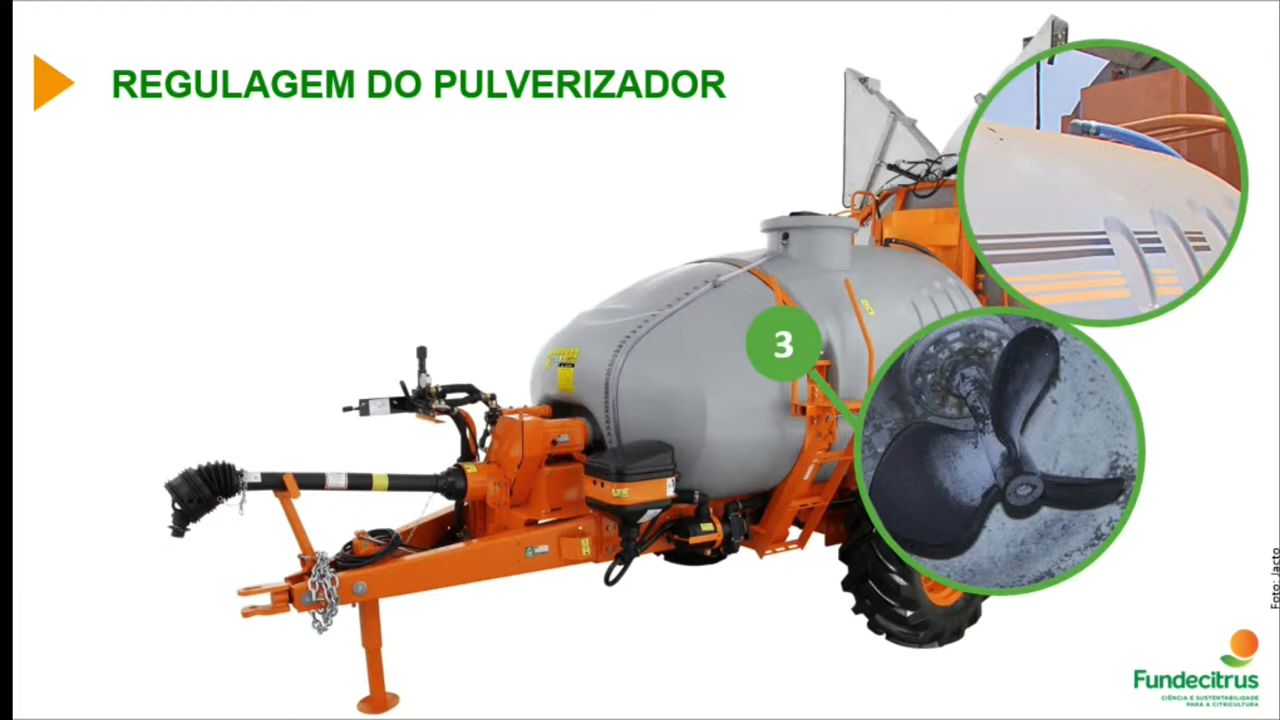 REGULAGEM DO PULVERIZADOR
3
Foto: Jacto
Fundecitrus
CIÊNCIA E SUSTENTABILIDADE
PARA A CITRICULTURA